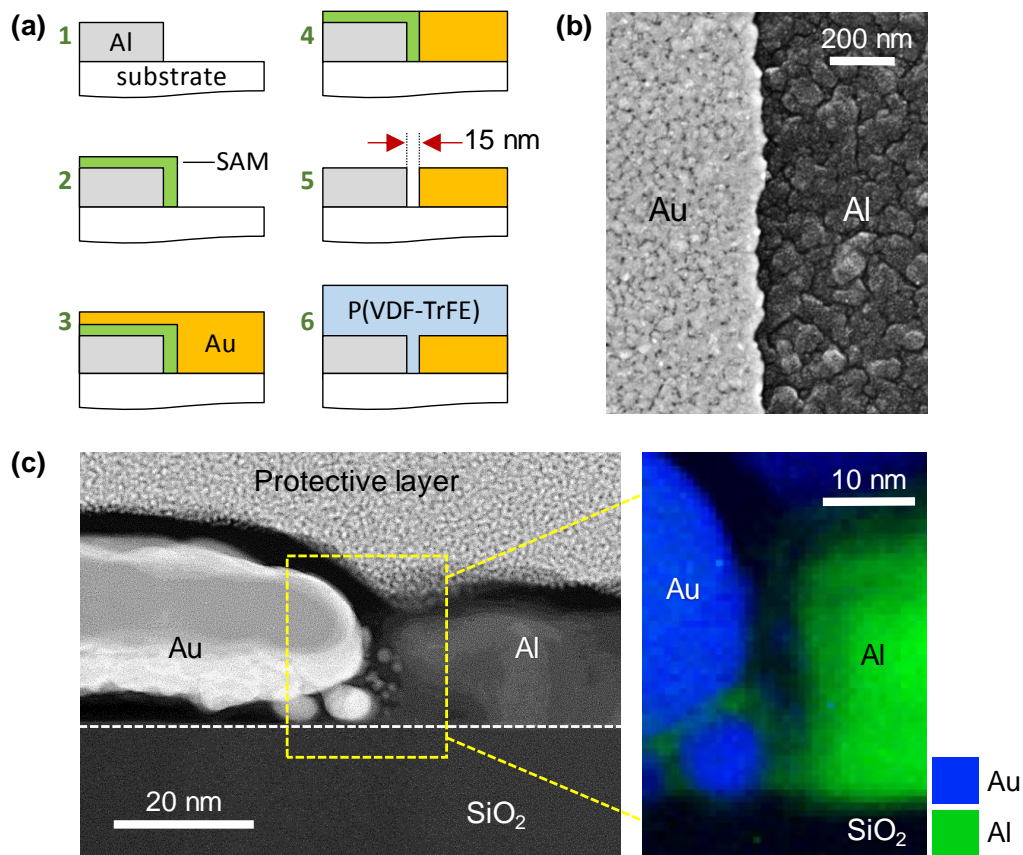 (a)
1
Al
substrate
2
SAM
3
Au
4
15 nm
5
P(VDF-TrFE)
6
(b)
200 nm
Au
Al
(c)
Protective layer
Au
Al
20 nm
SiO₂
10 nm
Au
Al
SiO₂
Au
Al